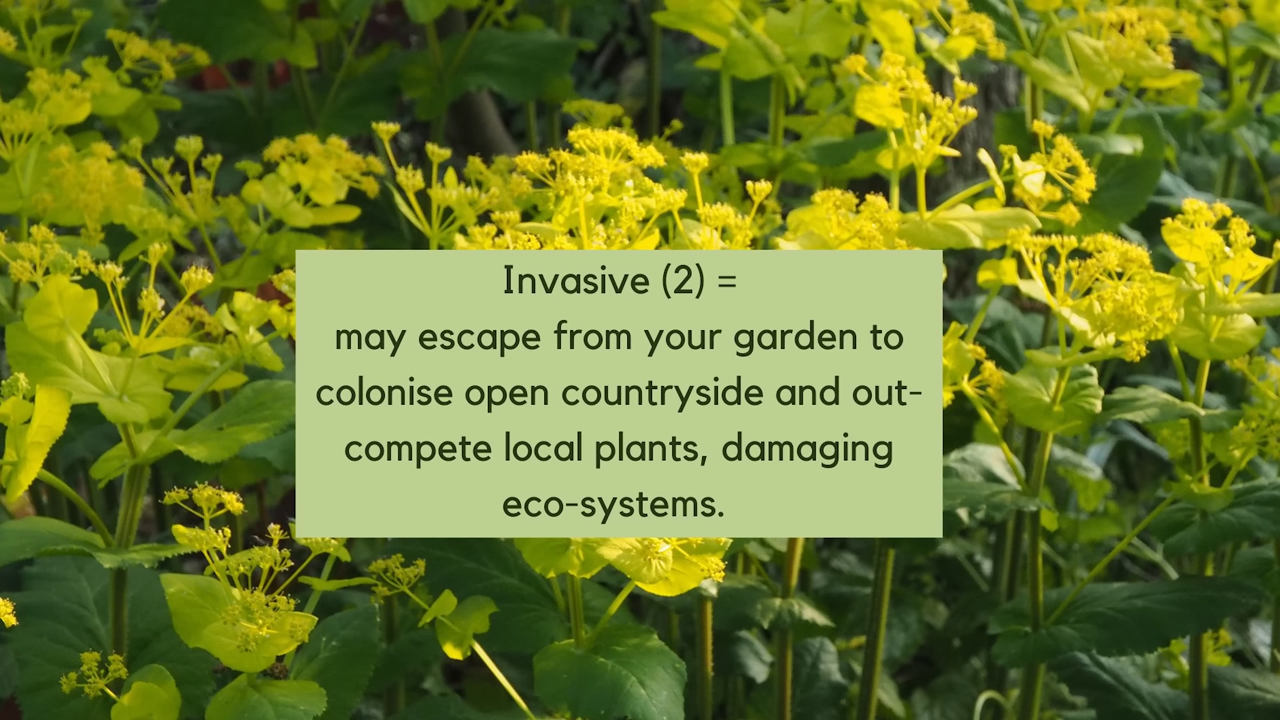 Invasive (2) =
may escape from your garden to
colonise open countryside and out-
compete local plants, damaging
eco-systems.